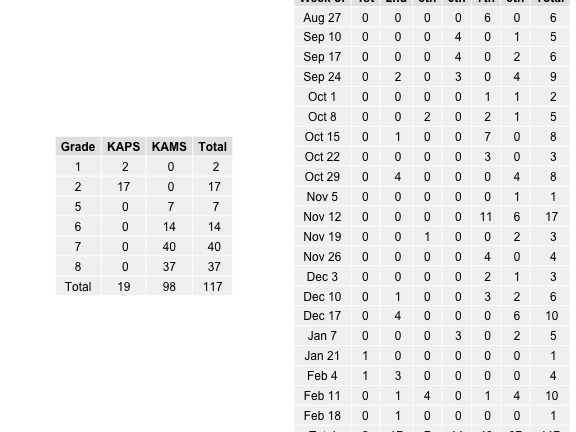 Aug 27 0 0 0 0 6 0 6
Sep 10 0 0 0 4 0 1 5
Sep 17 0 0 0 4 0 2 6
Sep 24 0 2 0 3 0 4 9
Oct 1 0 0 0 0 1 1 2
Oct 8 0 0 2 0 2 1 5
Oct 15 0 1 0 0 7 0 8
Oct 22 0 0 0 0 3 0 3
Oct 29 0 4 0 0 0 4 8
Nov 5 0 0 0 0 0 1 1
Nov 12 0 0 0 0 11 6 17
Nov 19 0 0 1 0 0 2 3
Nov 26 0 0 0 0 4 0 4
Dec 3 0 0 0 0 2 1 3
Dec 10 0 1 0 0 3 2 6
Dec 17 0 4 0 0 0 6 10
Jan 7 0 0 0 3 0 2 5
Jan 21 1 0 0 0 0 0 1
Feb 4 1 3 0 0 0 0 4
Feb 11 0 1 4 0 1 4 10
Feb 18 0 1 0 0 0 0 1
Grade KAPS KAMS Total
1 2 0 2
2 17 0 17
5 0 7 7
6 0 14 14
7 0 40 40
8 0 37 37
Total 19 98 117